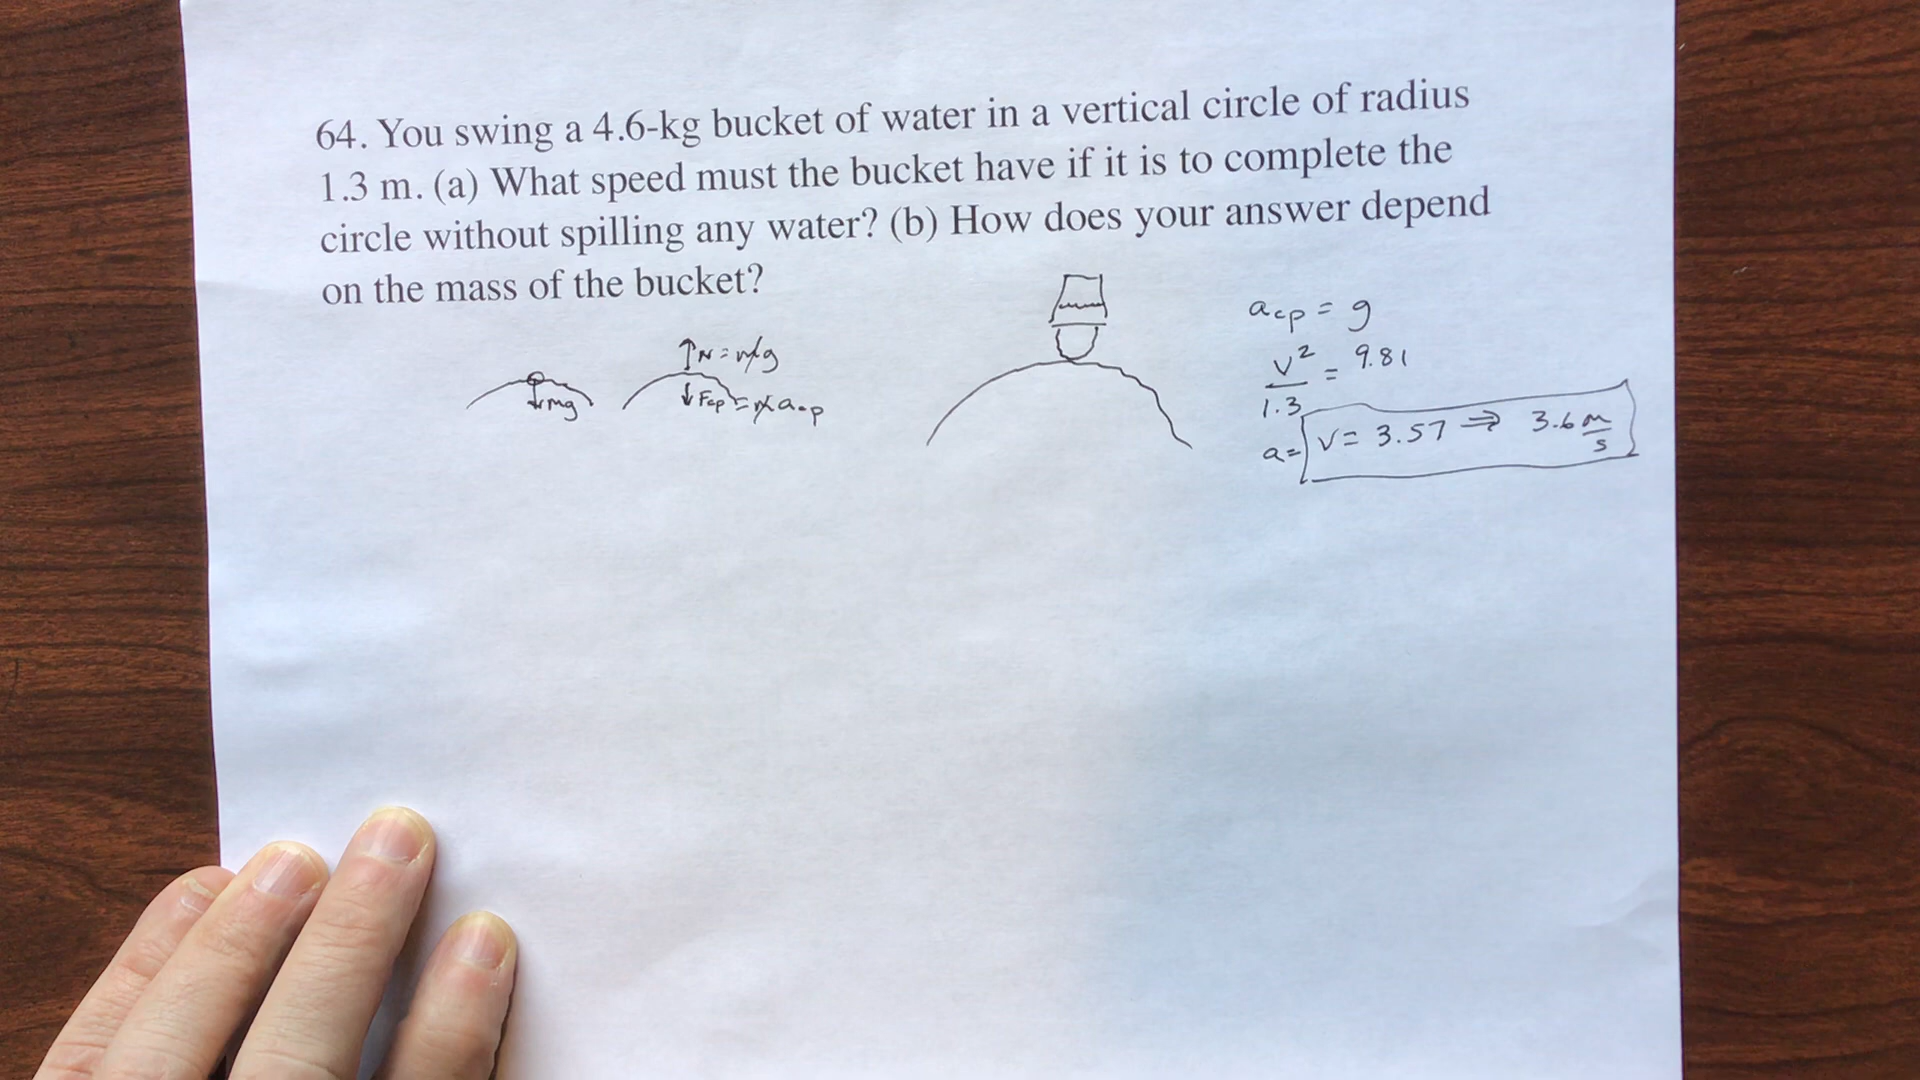 64. You swing a 4.6-kg bucket of water in a vertical circle of radius
1.3 m. (a) What speed must the bucket have if it is to complete the
circle without spilling any water? (b) How does your answer depend
on the mass of the bucket?
mg
↑N = mg
↓Fcp = m acp
acp = g
v² / 1.3 = 9.81
a =
v = 3.57 ⇒ 3.6 m/s